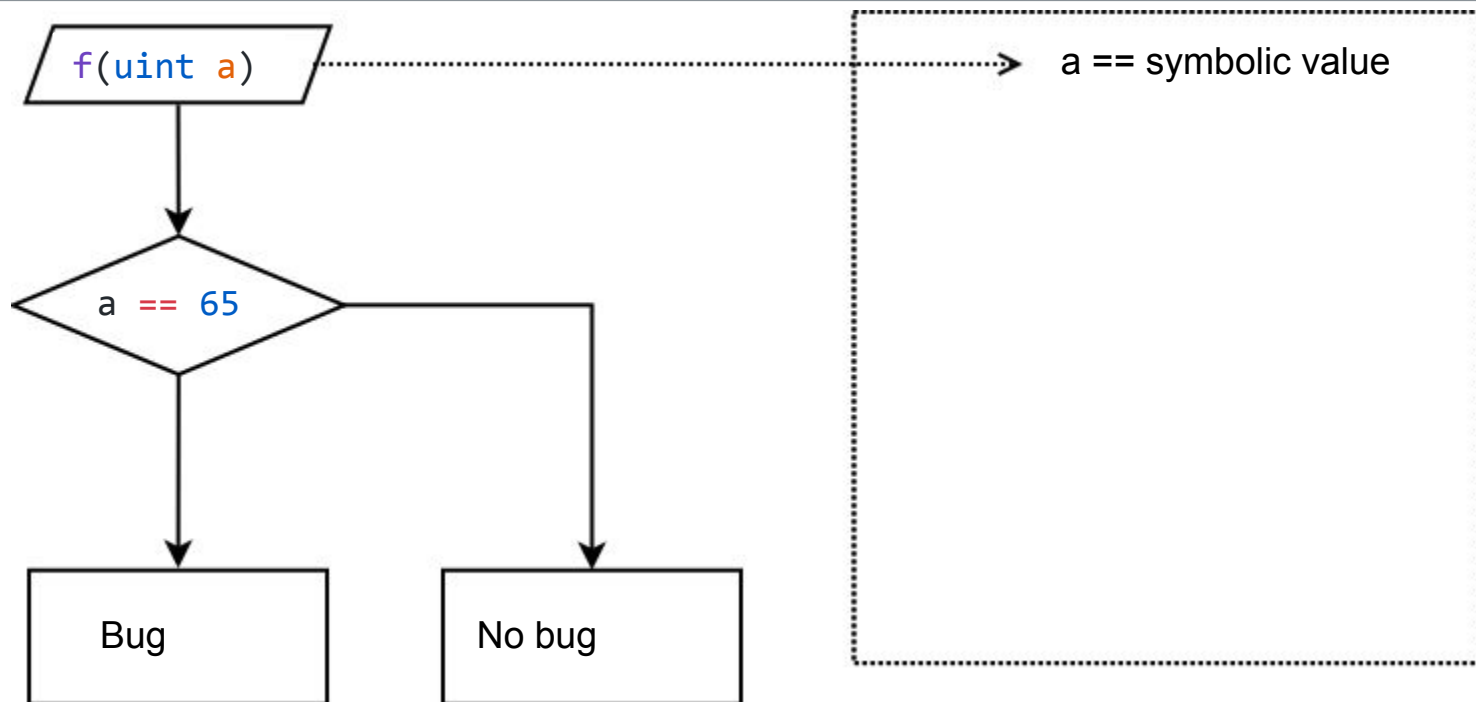 f(uint a)
a == symbolic value
a == 65
Bug
No bug